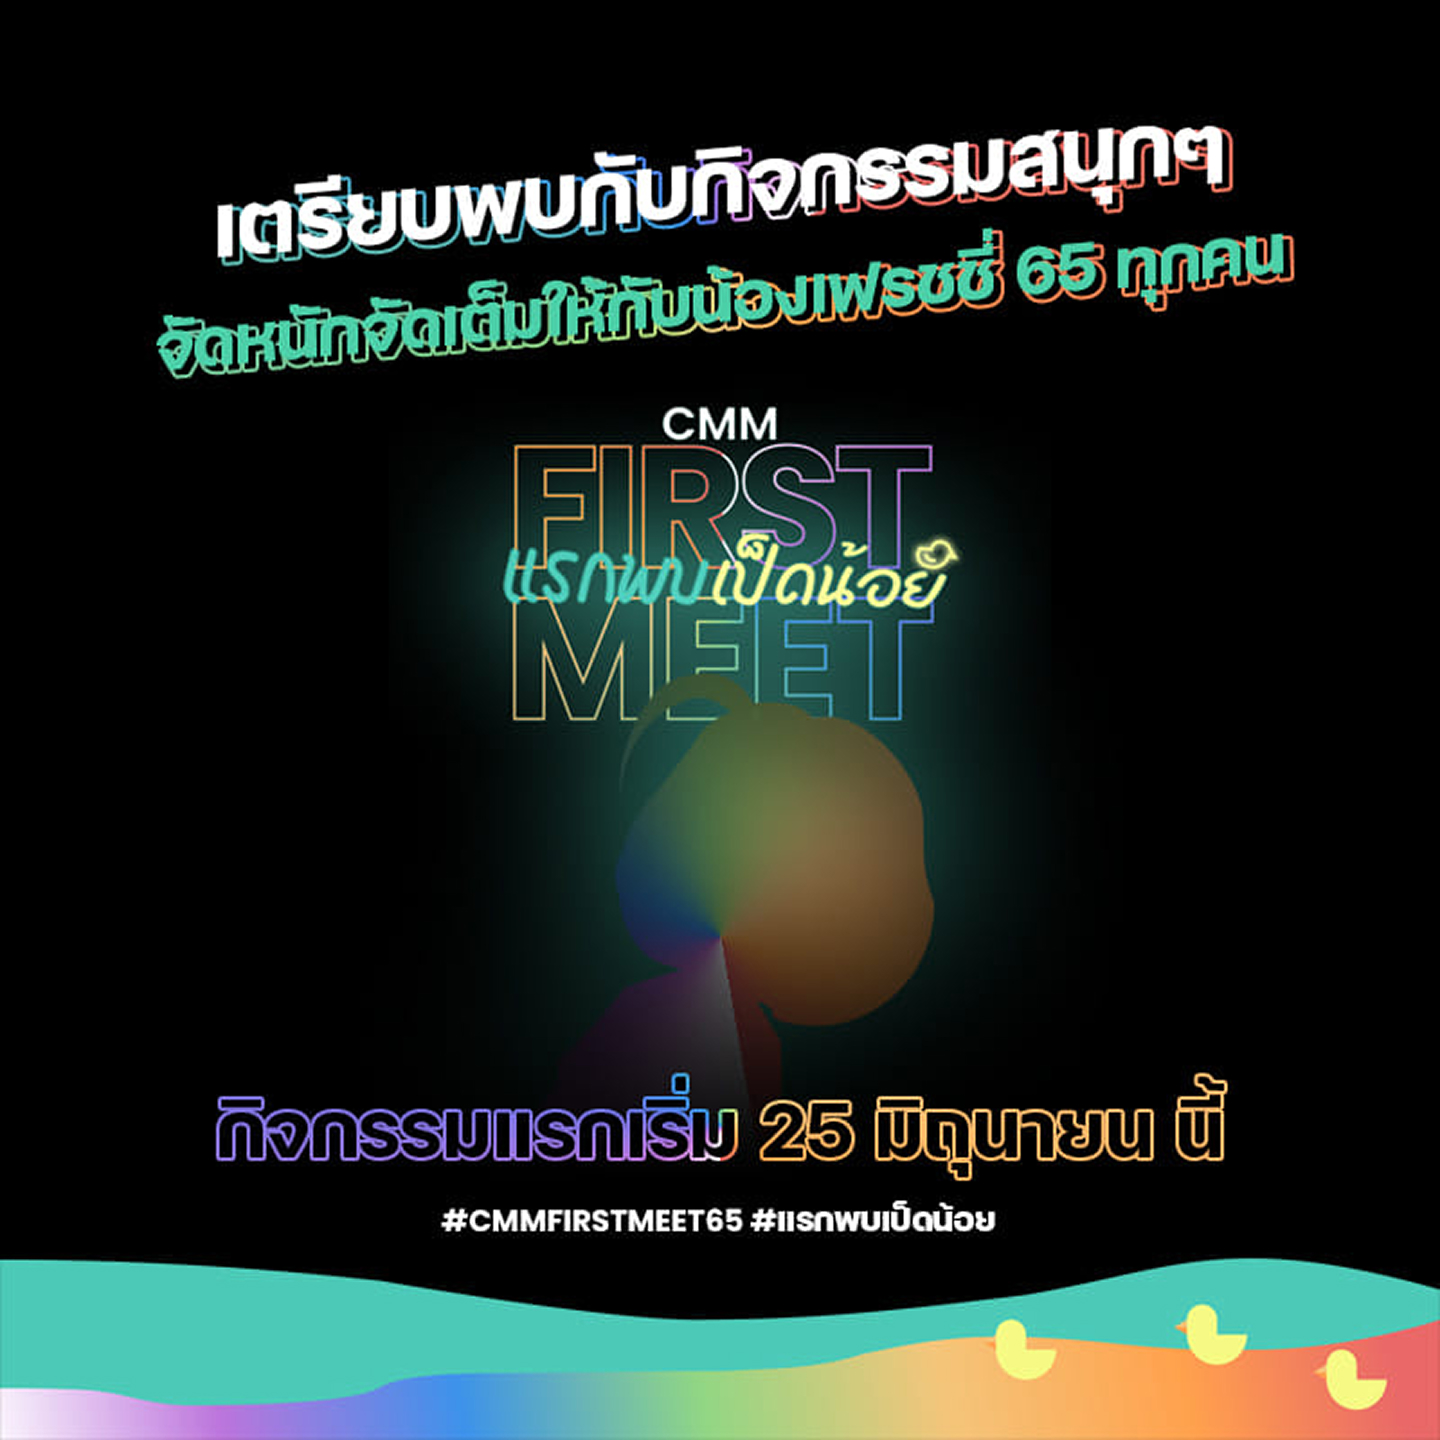 เตรียมพบกับกิจกรรมสนุกๆ
จัดหนักจัดเต็มให้กับน้องเฟรชชี่ 65 ทุกคน
CMM
FIRST
แรกพบเป็ดน้อย
MEET
กิจกรรมแรกเริ่ม 25 มิถุนายน นี้
#CMMFIRSTMEET65 #แรกพบเป็ดน้อย